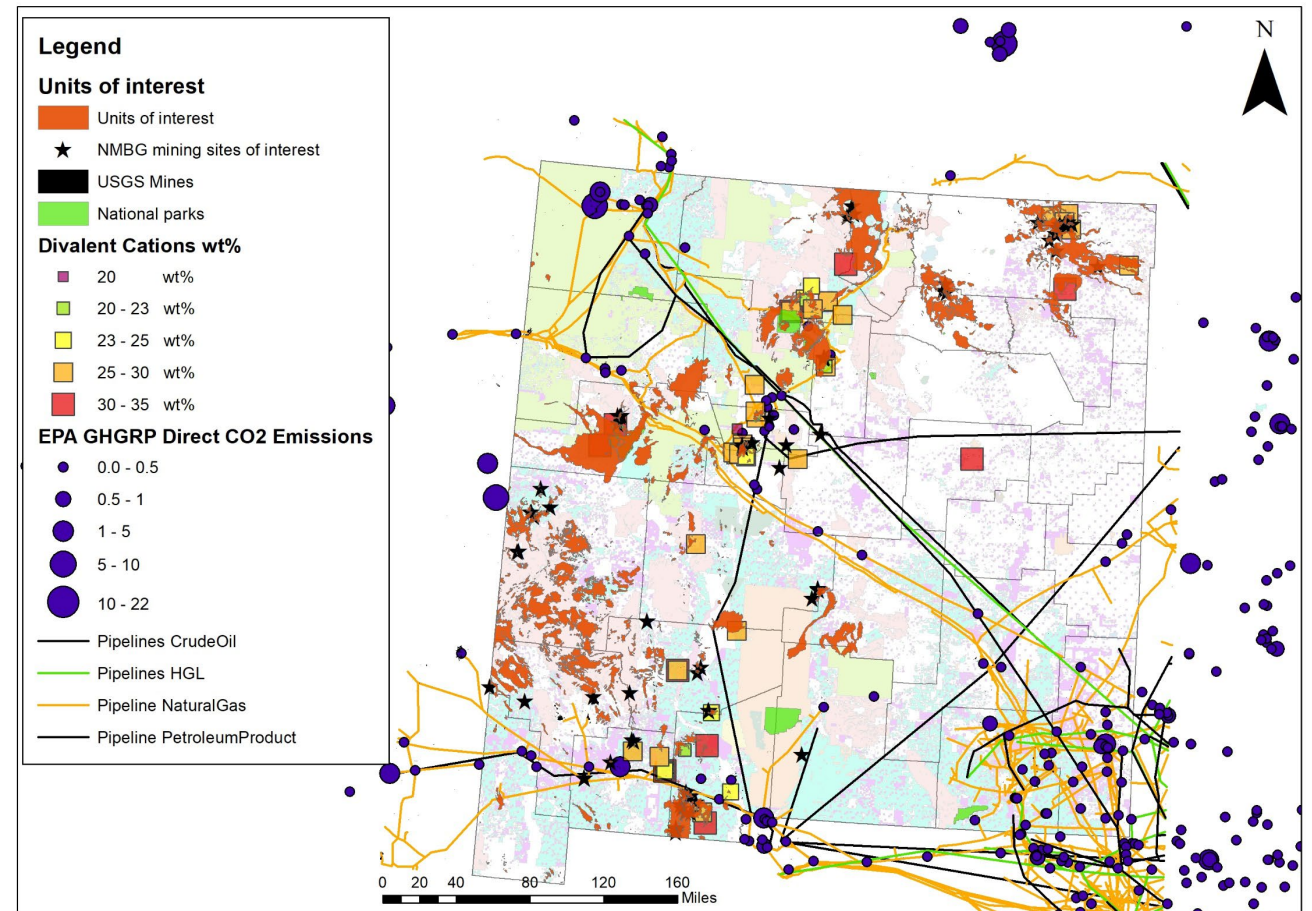 Legend
Units of interest
Units of interest
NMBG mining sites of interest
USGS Mines
National parks
Divalent Cations wt%
20 wt%
20 - 23 wt%
23 - 25 wt%
25 - 30 wt%
30 - 35 wt%
EPA GHGRP Direct CO2 Emissions
0.0 - 0.5
0.5 - 1
1 - 5
5 - 10
10 - 22
Pipelines CrudeOil
Pipelines HGL
Pipeline NaturalGas
Pipeline PetroleumProduct
N
0 20 40 80 120 160
Miles